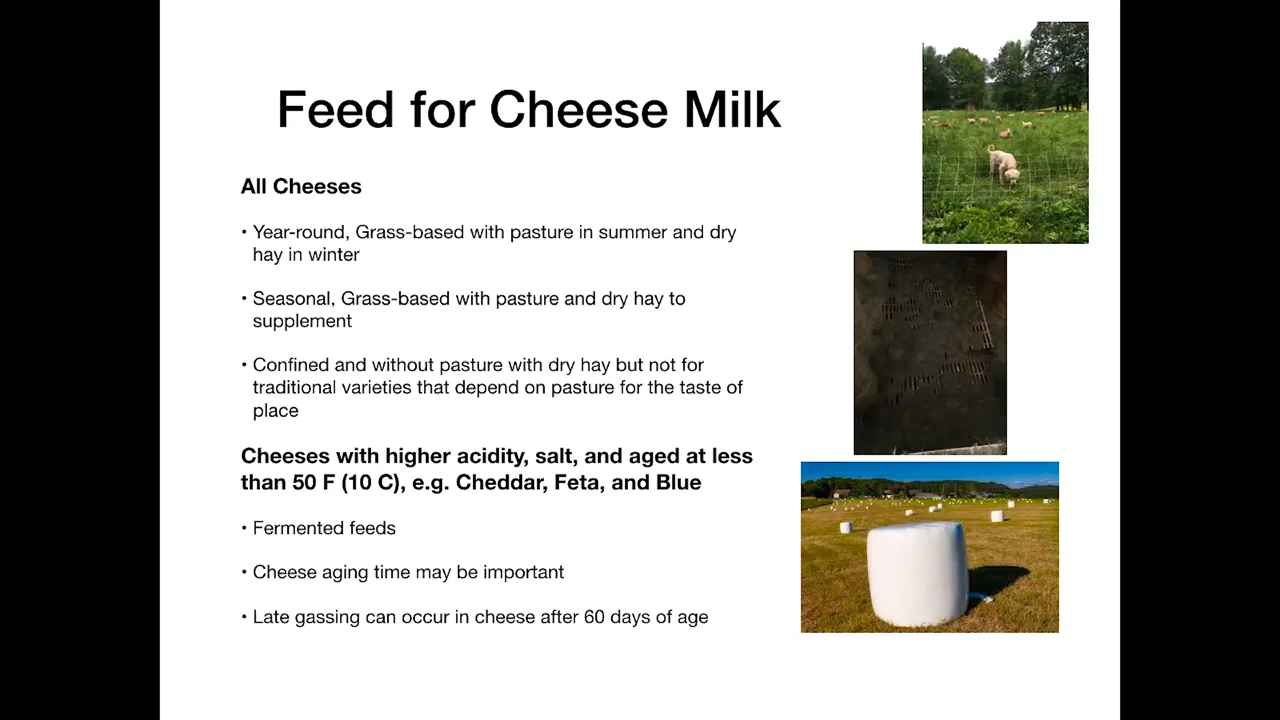 Feed for Cheese Milk
All Cheeses
• Year-round, Grass-based with pasture in summer and dry
hay in winter
• Seasonal, Grass-based with pasture and dry hay to
supplement
• Confined and without pasture with dry hay but not for
traditional varieties that depend on pasture for the taste of
place
Cheeses with higher acidity, salt, and aged at less
than 50 F (10 C), e.g. Cheddar, Feta, and Blue
• Fermented feeds
• Cheese aging time may be important
• Late gassing can occur in cheese after 60 days of age